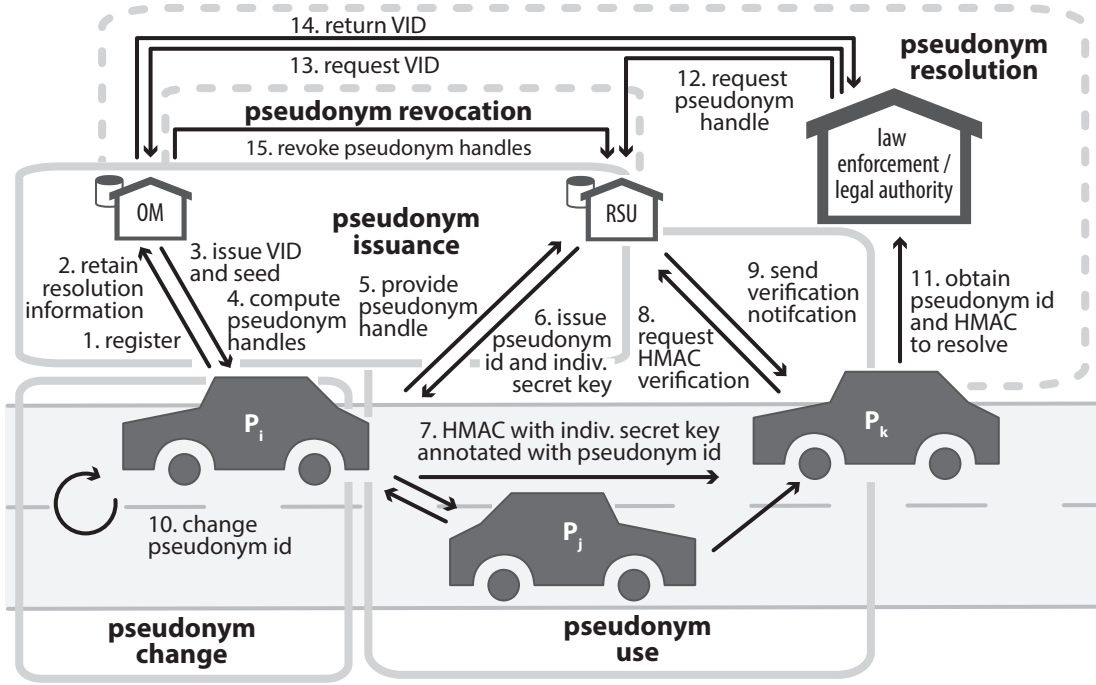 14. return VID
13. request VID
pseudonym
resolution
12. request
pseudonym
handle
pseudonym revocation
15. revoke pseudonym handles
law
enforcement /
legal authority
OM
RSU
pseudonym
issuance
2. retain
resolution
information
1. register
3. issue VID
and seed
4. compute
pseudonym
handles
5. provide
pseudonym
handle
6. issue
pseudonym
id and indiv.
secret key
8.
request
HMAC
verification
9. send
verification
notifcation
11. obtain
pseudonym id
and HMAC
to resolve
Pi
Pk
7. HMAC with indiv. secret key
annotated with pseudonym id
10. change
pseudonym id
Pj
pseudonym
change
pseudonym
use